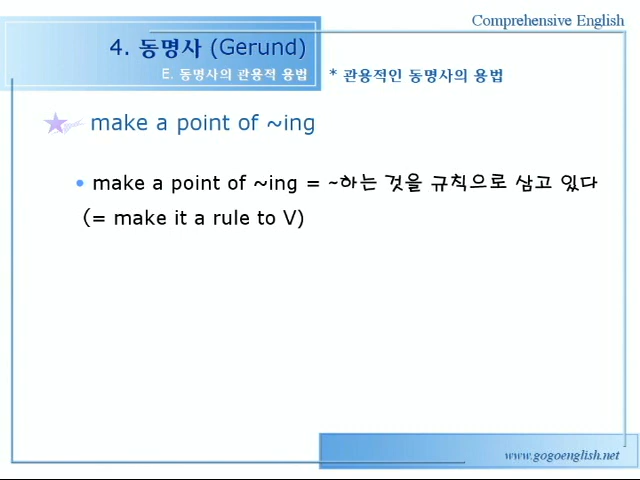 Comprehensive English
4. 동명사 (Gerund)
E. 동명사의 관용적 용법
* 관용적인 동명사의 용법
make a point of ~ing
• make a point of ~ing = ~하는 것을 규칙으로 삼고 있다
(= make it a rule to V)
www.gogoenglish.net